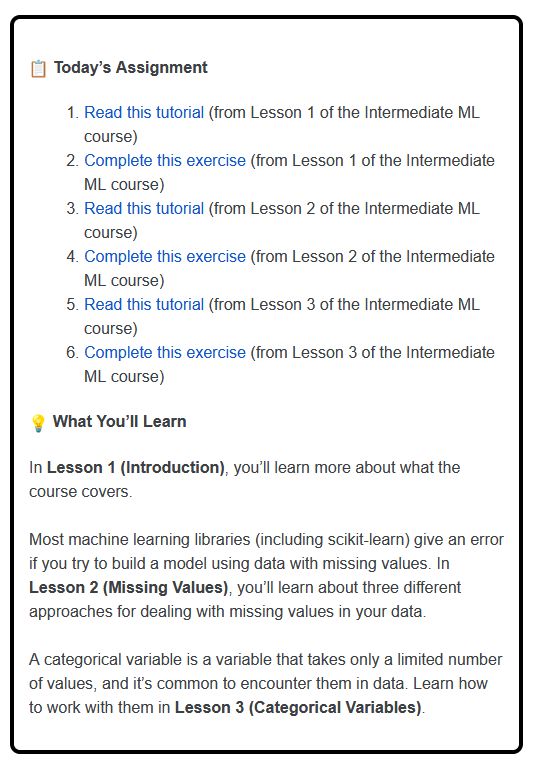 📋 Today’s Assignment
1. Read this tutorial (from Lesson 1 of the Intermediate ML
course)
2. Complete this exercise (from Lesson 1 of the Intermediate
ML course)
3. Read this tutorial (from Lesson 2 of the Intermediate ML
course)
4. Complete this exercise (from Lesson 2 of the Intermediate
ML course)
5. Read this tutorial (from Lesson 3 of the Intermediate ML
course)
6. Complete this exercise (from Lesson 3 of the Intermediate
ML course)
💡 What You’ll Learn
In Lesson 1 (Introduction), you’ll learn more about what the
course covers.
Most machine learning libraries (including scikit-learn) give an error
if you try to build a model using data with missing values. In
Lesson 2 (Missing Values), you’ll learn about three different
approaches for dealing with missing values in your data.
A categorical variable is a variable that takes only a limited number
of values, and it’s common to encounter them in data. Learn how
to work with them in Lesson 3 (Categorical Variables).